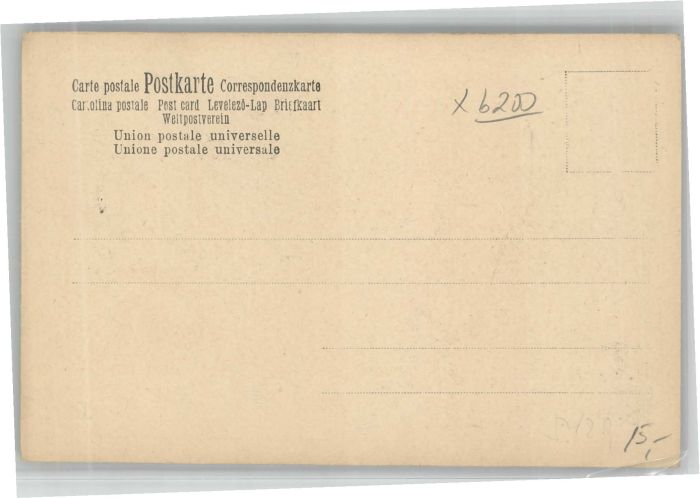 Carte postale Postkarte Correspondenzkarte
Cartolina postale Post card Levelező-Lap Briefkaart
Weltpostverein
Union postale universelle
Unione postale universale
x 6200
15,-